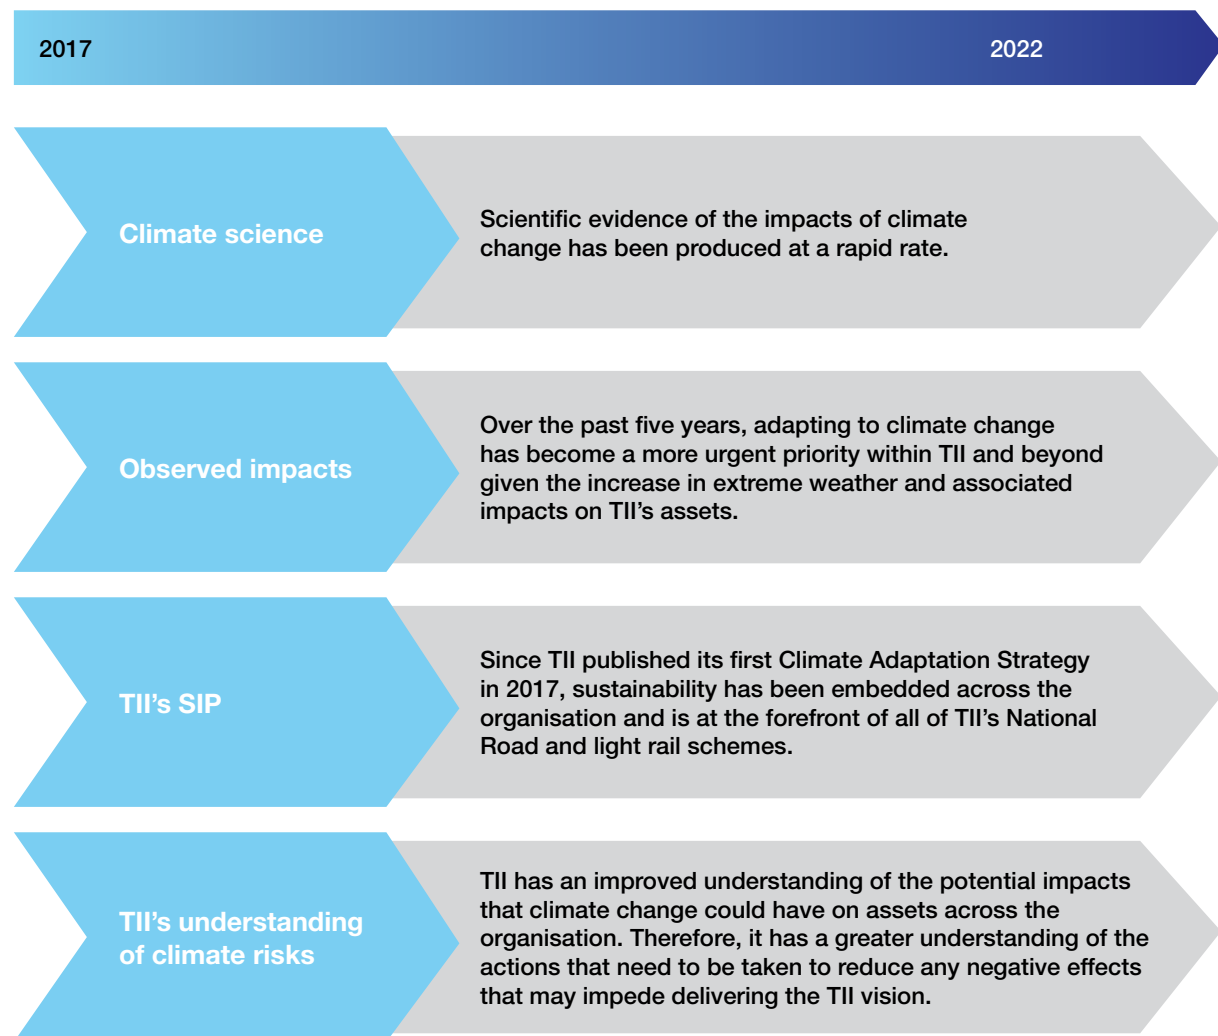 2017
2022
Climate science
Scientific evidence of the impacts of climate
change has been produced at a rapid rate.
Observed impacts
Over the past five years, adapting to climate change
has become a more urgent priority within TII and beyond
given the increase in extreme weather and associated
impacts on TII’s assets.
TII’s SIP
Since TII published its first Climate Adaptation Strategy
in 2017, sustainability has been embedded across the
organisation and is at the forefront of all of TII’s National
Road and light rail schemes.
TII’s understanding
of climate risks
TII has an improved understanding of the potential impacts
that climate change could have on assets across the
organisation. Therefore, it has a greater understanding of the
actions that need to be taken to reduce any negative effects
that may impede delivering the TII vision.